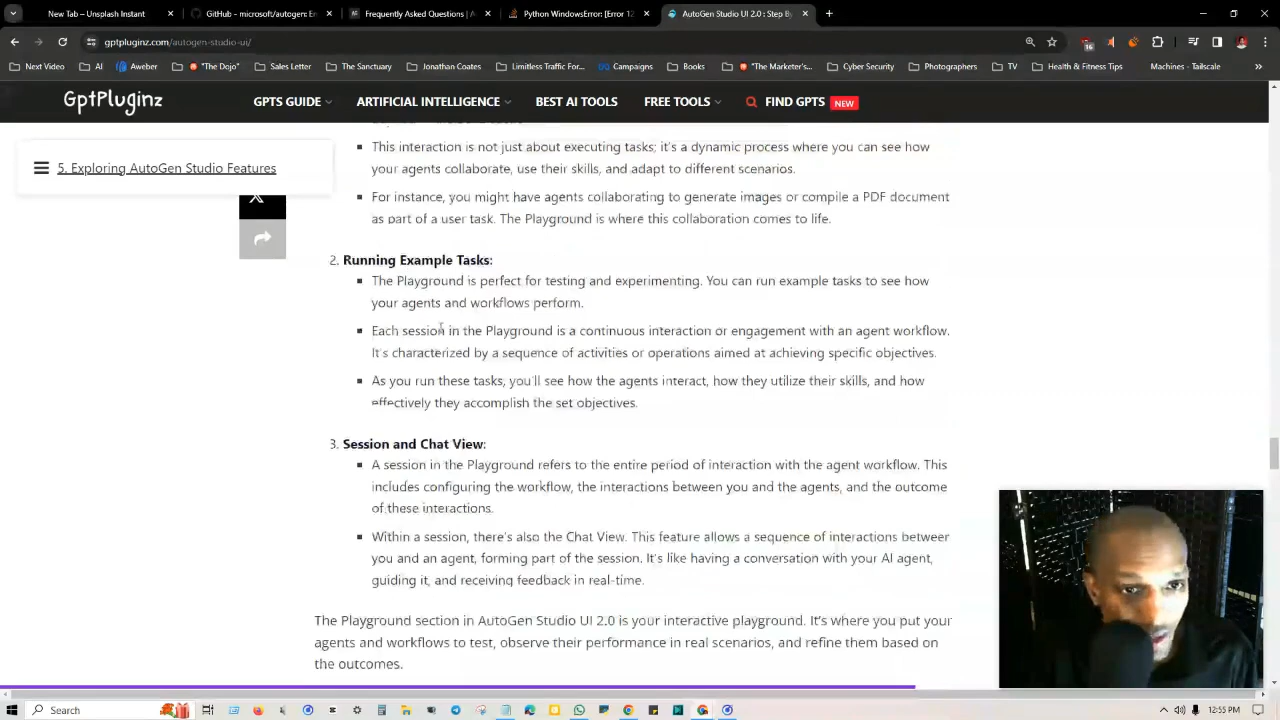 New Tab – Unsplash Instant
GitHub - microsoft/autogen: En
Frequently Asked Questions | A
Python WindowsError: [Error 12
AutoGen Studio UI 2.0 : Step By
gptpluginz.com/autogen-studio-ui/
16
Next Video
AI
Aweber
"The Dojo"
Sales Letter
The Sanctuary
Jonathan Coates
Limitless Traffic For...
Campaigns
Books
"The Marketer's...
Cyber Security
Photographers
TV
Health & Fitness Tips
Machines - Tailscale
GptPluginz
GPTS GUIDE
ARTIFICIAL INTELLIGENCE
BEST AI TOOLS
FREE TOOLS
FIND GPTS NEW
5. Exploring AutoGen Studio Features
This interaction is not just about executing tasks; it's a dynamic process where you can see how
your agents collaborate, use their skills, and adapt to different scenarios.
For instance, you might have agents collaborating to generate images or compile a PDF document
as part of a user task. The Playground is where this collaboration comes to life.
2. Running Example Tasks:
The Playground is perfect for testing and experimenting. You can run example tasks to see how
your agents and workflows perform.
Each session in the Playground is a continuous interaction or engagement with an agent workflow.
It's characterized by a sequence of activities or operations aimed at achieving specific objectives.
As you run these tasks, you'll see how the agents interact, how they utilize their skills, and how
effectively they accomplish the set objectives.
3. Session and Chat View:
A session in the Playground refers to the entire period of interaction with the agent workflow. This
includes configuring the workflow, the interactions between you and the agents, and the outcome
of these interactions.
Within a session, there's also the Chat View. This feature allows a sequence of interactions between
you and an agent, forming part of the session. It's like having a conversation with your AI agent,
guiding it, and receiving feedback in real-time.
The Playground section in AutoGen Studio UI 2.0 is your interactive playground. It's where you put your
agents and workflows to test, observe their performance in real scenarios, and refine them based on
the outcomes.
Search
12:55 PM